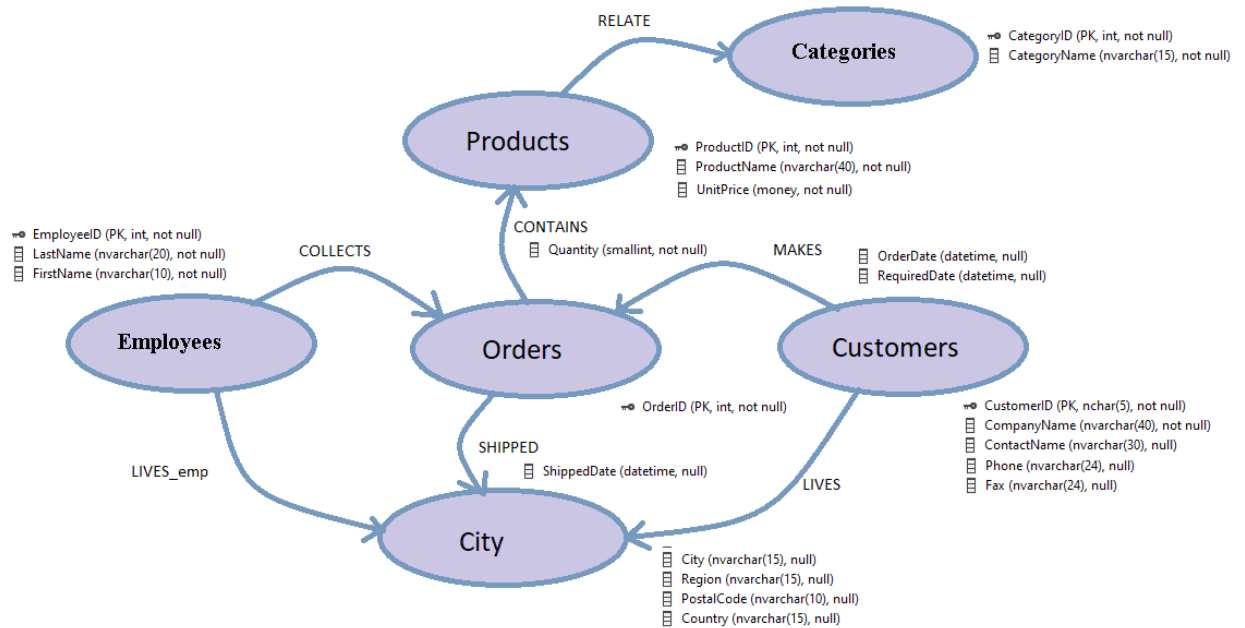 RELATE
Categories
CategoryID (PK, int, not null)
CategoryName (nvarchar(15), not null)
Products
ProductID (PK, int, not null)
ProductName (nvarchar(40), not null)
UnitPrice (money, not null)
EmployeeID (PK, int, not null)
LastName (nvarchar(20), not null)
FirstName (nvarchar(10), not null)
COLLECTS
CONTAINS
Quantity (smallint, not null)
MAKES
OrderDate (datetime, null)
RequiredDate (datetime, null)
Employees
Orders
Customers
OrderID (PK, int, not null)
CustomerID (PK, nchar(5), not null)
CompanyName (nvarchar(40), not null)
ContactName (nvarchar(30), null)
Phone (nvarchar(24), null)
Fax (nvarchar(24), null)
LIVES_emp
SHIPPED
ShippedDate (datetime, null)
LIVES
City
City (nvarchar(15), null)
Region (nvarchar(15), null)
PostalCode (nvarchar(10), null)
Country (nvarchar(15), null)